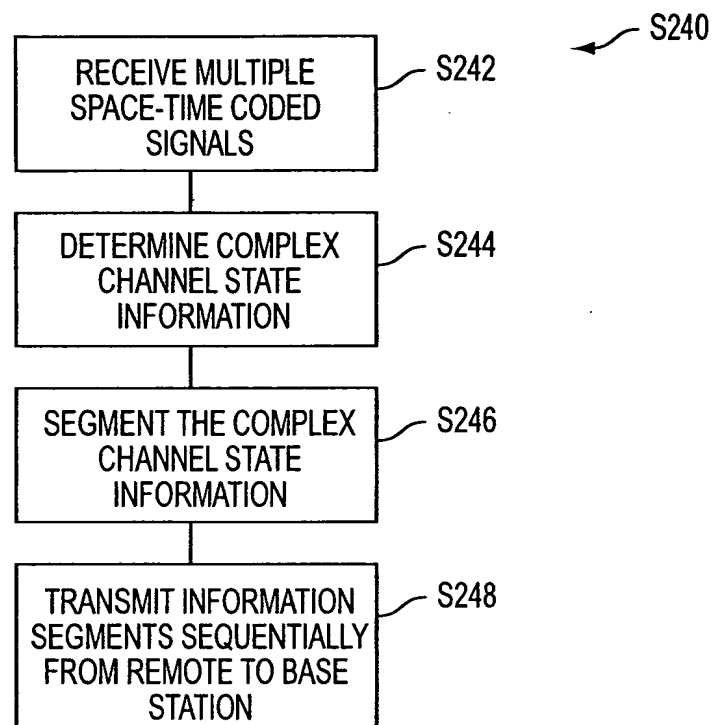 S240
RECEIVE MULTIPLE
SPACE-TIME CODED
SIGNALS
S242
DETERMINE COMPLEX
CHANNEL STATE
INFORMATION
S244
SEGMENT THE COMPLEX
CHANNEL STATE
INFORMATION
S246
TRANSMIT INFORMATION
SEGMENTS SEQUENTIALLY
FROM REMOTE TO BASE
STATION
S248